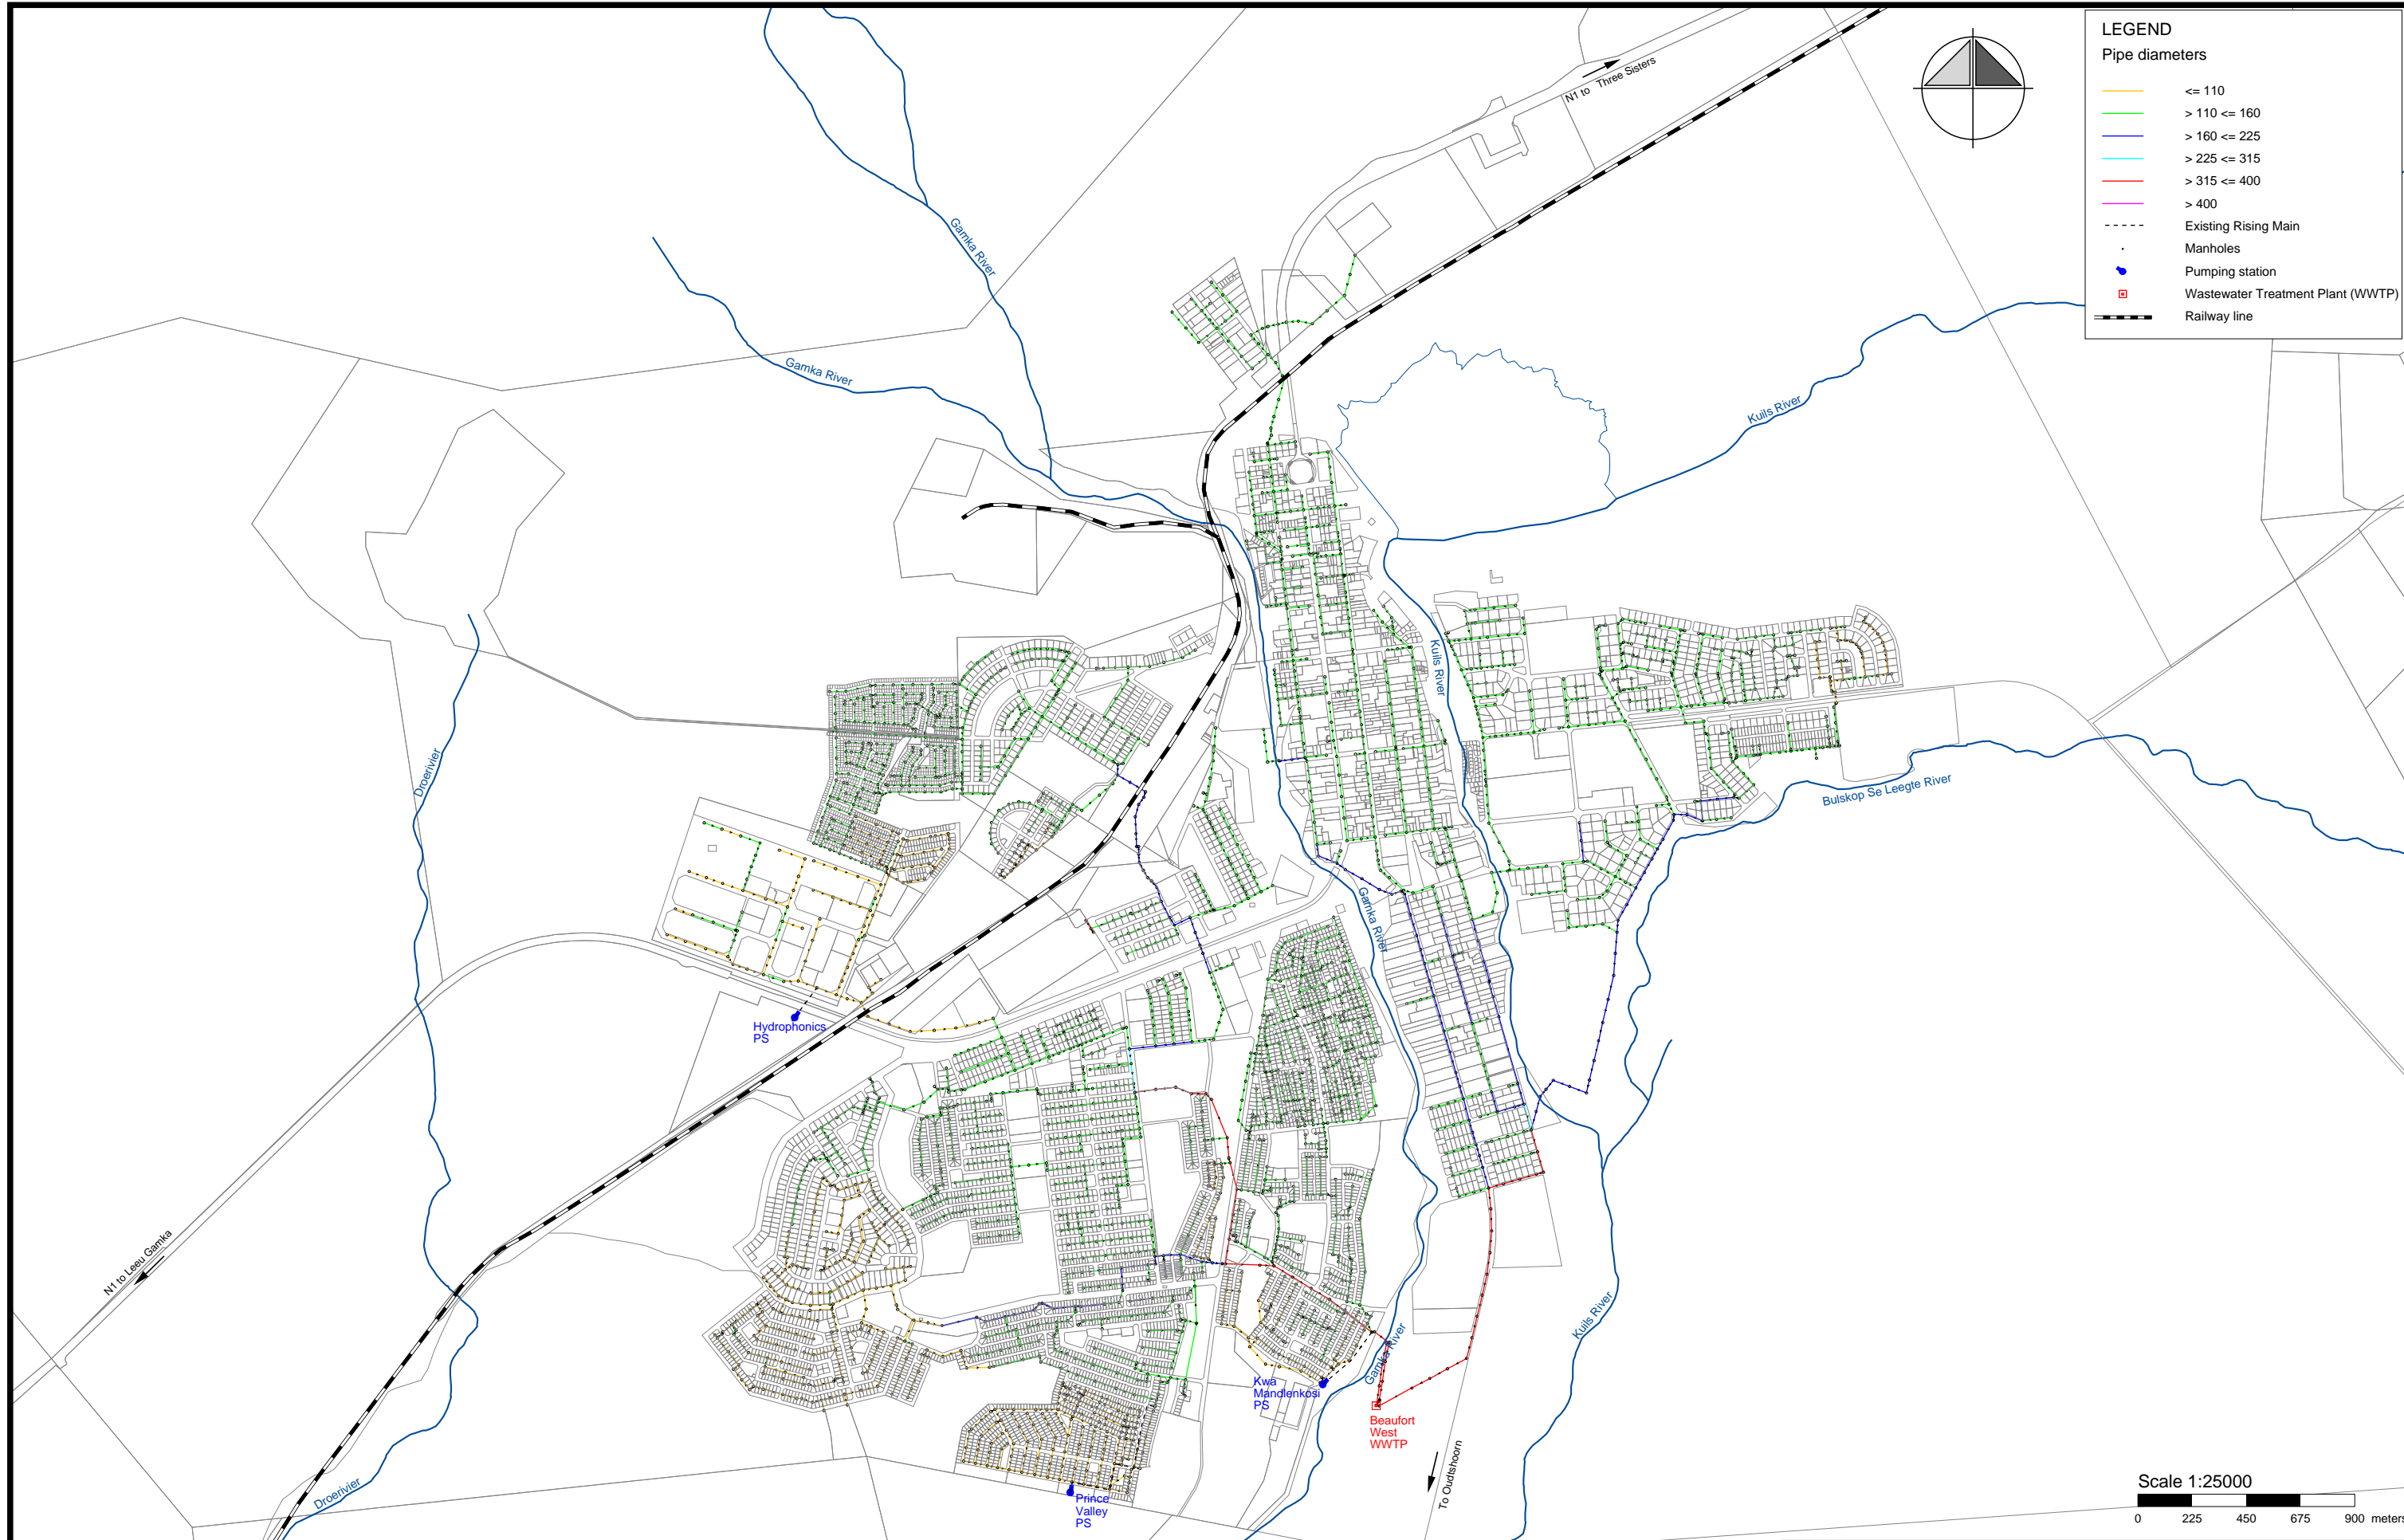 LEGEND
Pipe diameters
<= 110
> 110 <= 160
> 160 <= 225
> 225 <= 315
> 315 <= 400
> 400
Existing Rising Main
Manholes
Pumping station
Wastewater Treatment Plant (WWTP)
Railway line
N1 to Three Sisters
Gamka River
Gamka River
Kuils River
Kuils River
Droerivier
Bulskop Se Leegte River
Gamka River
Hydrophonics
PS
N1 to Leeu Gamka
Kuils River
Gamka River
Kwa
Mandlenkosi
PS
Beaufort
West
WWTP
To Oudtshoorn
Droerivier
Prince
Valley
PS
Scale 1:25000
0 225 450 675 900 meters